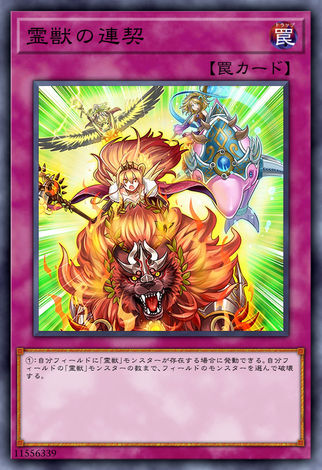 霊獣の連契
トラップ
罠
【罠カード】
①:自分フィールドに「霊獣」モンスターが存在する場合に発動できる。自分フ
ィールドの「霊獣」モンスターの数まで、フィールドのモンスターを選んで破壊
する。
11556339